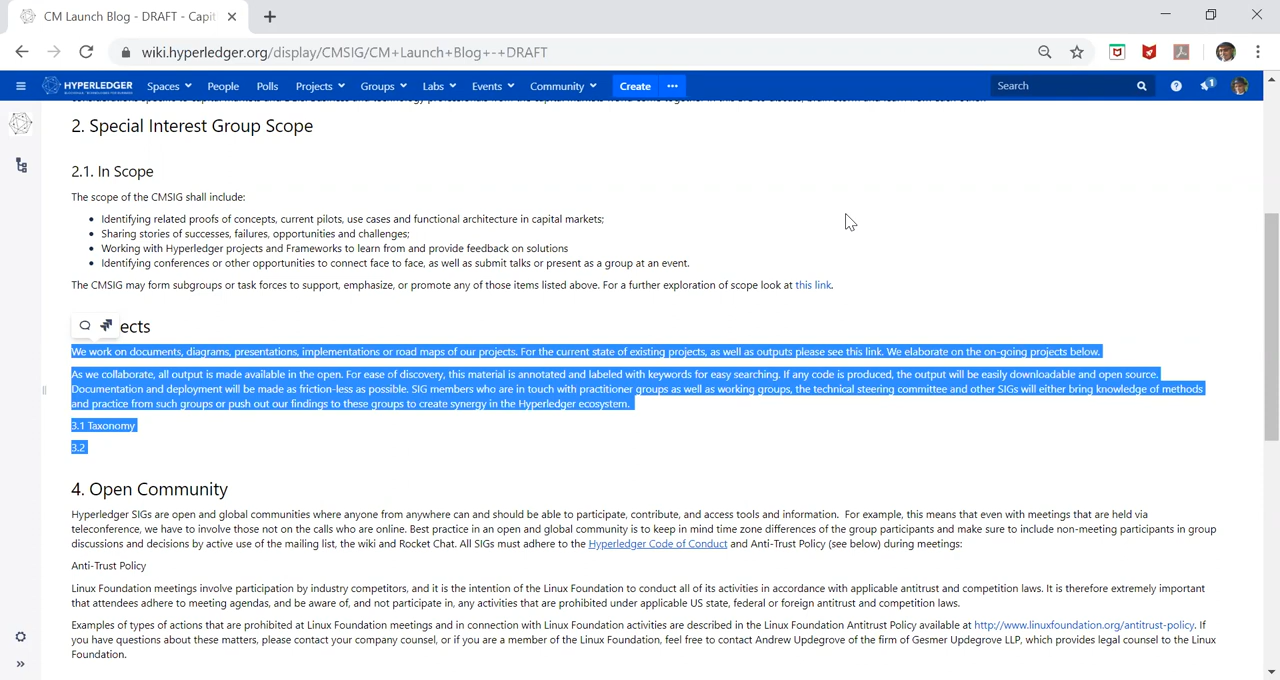 CM Launch Blog - DRAFT - Capit
wiki.hyperledger.org/display/CMSIG/CM+Launch+Blog+-+DRAFT
HYPERLEDGER Spaces People Polls Projects Groups Labs Events Community Create ••• Search 1
2. Special Interest Group Scope
2.1. In Scope
The scope of the CMSIG shall include:
• Identifying related proofs of concepts, current pilots, use cases and functional architecture in capital markets;
• Sharing stories of successes, failures, opportunities and challenges;
• Working with Hyperledger projects and Frameworks to learn from and provide feedback on solutions
• Identifying conferences or other opportunities to connect face to face, as well as submit talks or present as a group at an event.
The CMSIG may form subgroups or task forces to support, emphasize, or promote any of those items listed above. For a further exploration of scope look at this link.
ects
We work on documents, diagrams, presentations, implementations or road maps of our projects. For the current state of existing projects, as well as outputs please see this link. We elaborate on the on-going projects below.
As we collaborate, all output is made available in the open. For ease of discovery, this material is annotated and labeled with keywords for easy searching. If any code is produced, the output will be easily downloadable and open source.
Documentation and deployment will be made as friction-less as possible. SIG members who are in touch with practitioner groups as well as working groups, the technical steering committee and other SIGs will either bring knowledge of methods
and practice from such groups or push out our findings to these groups to create synergy in the Hyperledger ecosystem.
3.1 Taxonomy
3.2
4. Open Community
Hyperledger SIGs are open and global communities where anyone from anywhere can and should be able to participate, contribute, and access tools and information. For example, this means that even with meetings that are held via
teleconference, we have to involve those not on the calls who are online. Best practice in an open and global community is to keep in mind time zone differences of the group participants and make sure to include non-meeting participants in group
discussions and decisions by active use of the mailing list, the wiki and Rocket Chat. All SIGs must adhere to the Hyperledger Code of Conduct and Anti-Trust Policy (see below) during meetings:
Anti-Trust Policy
Linux Foundation meetings involve participation by industry competitors, and it is the intention of the Linux Foundation to conduct all of its activities in accordance with applicable antitrust and competition laws. It is therefore extremely important
that attendees adhere to meeting agendas, and be aware of, and not participate in, any activities that are prohibited under applicable US state, federal or foreign antitrust and competition laws.
Examples of types of actions that are prohibited at Linux Foundation meetings and in connection with Linux Foundation activities are described in the Linux Foundation Antitrust Policy available at http://www.linuxfoundation.org/antitrust-policy. If
you have questions about these matters, please contact your company counsel, or if you are a member of the Linux Foundation, feel free to contact Andrew Updegrove of the firm of Gesmer Updegrove LLP, which provides legal counsel to the Linux
Foundation.